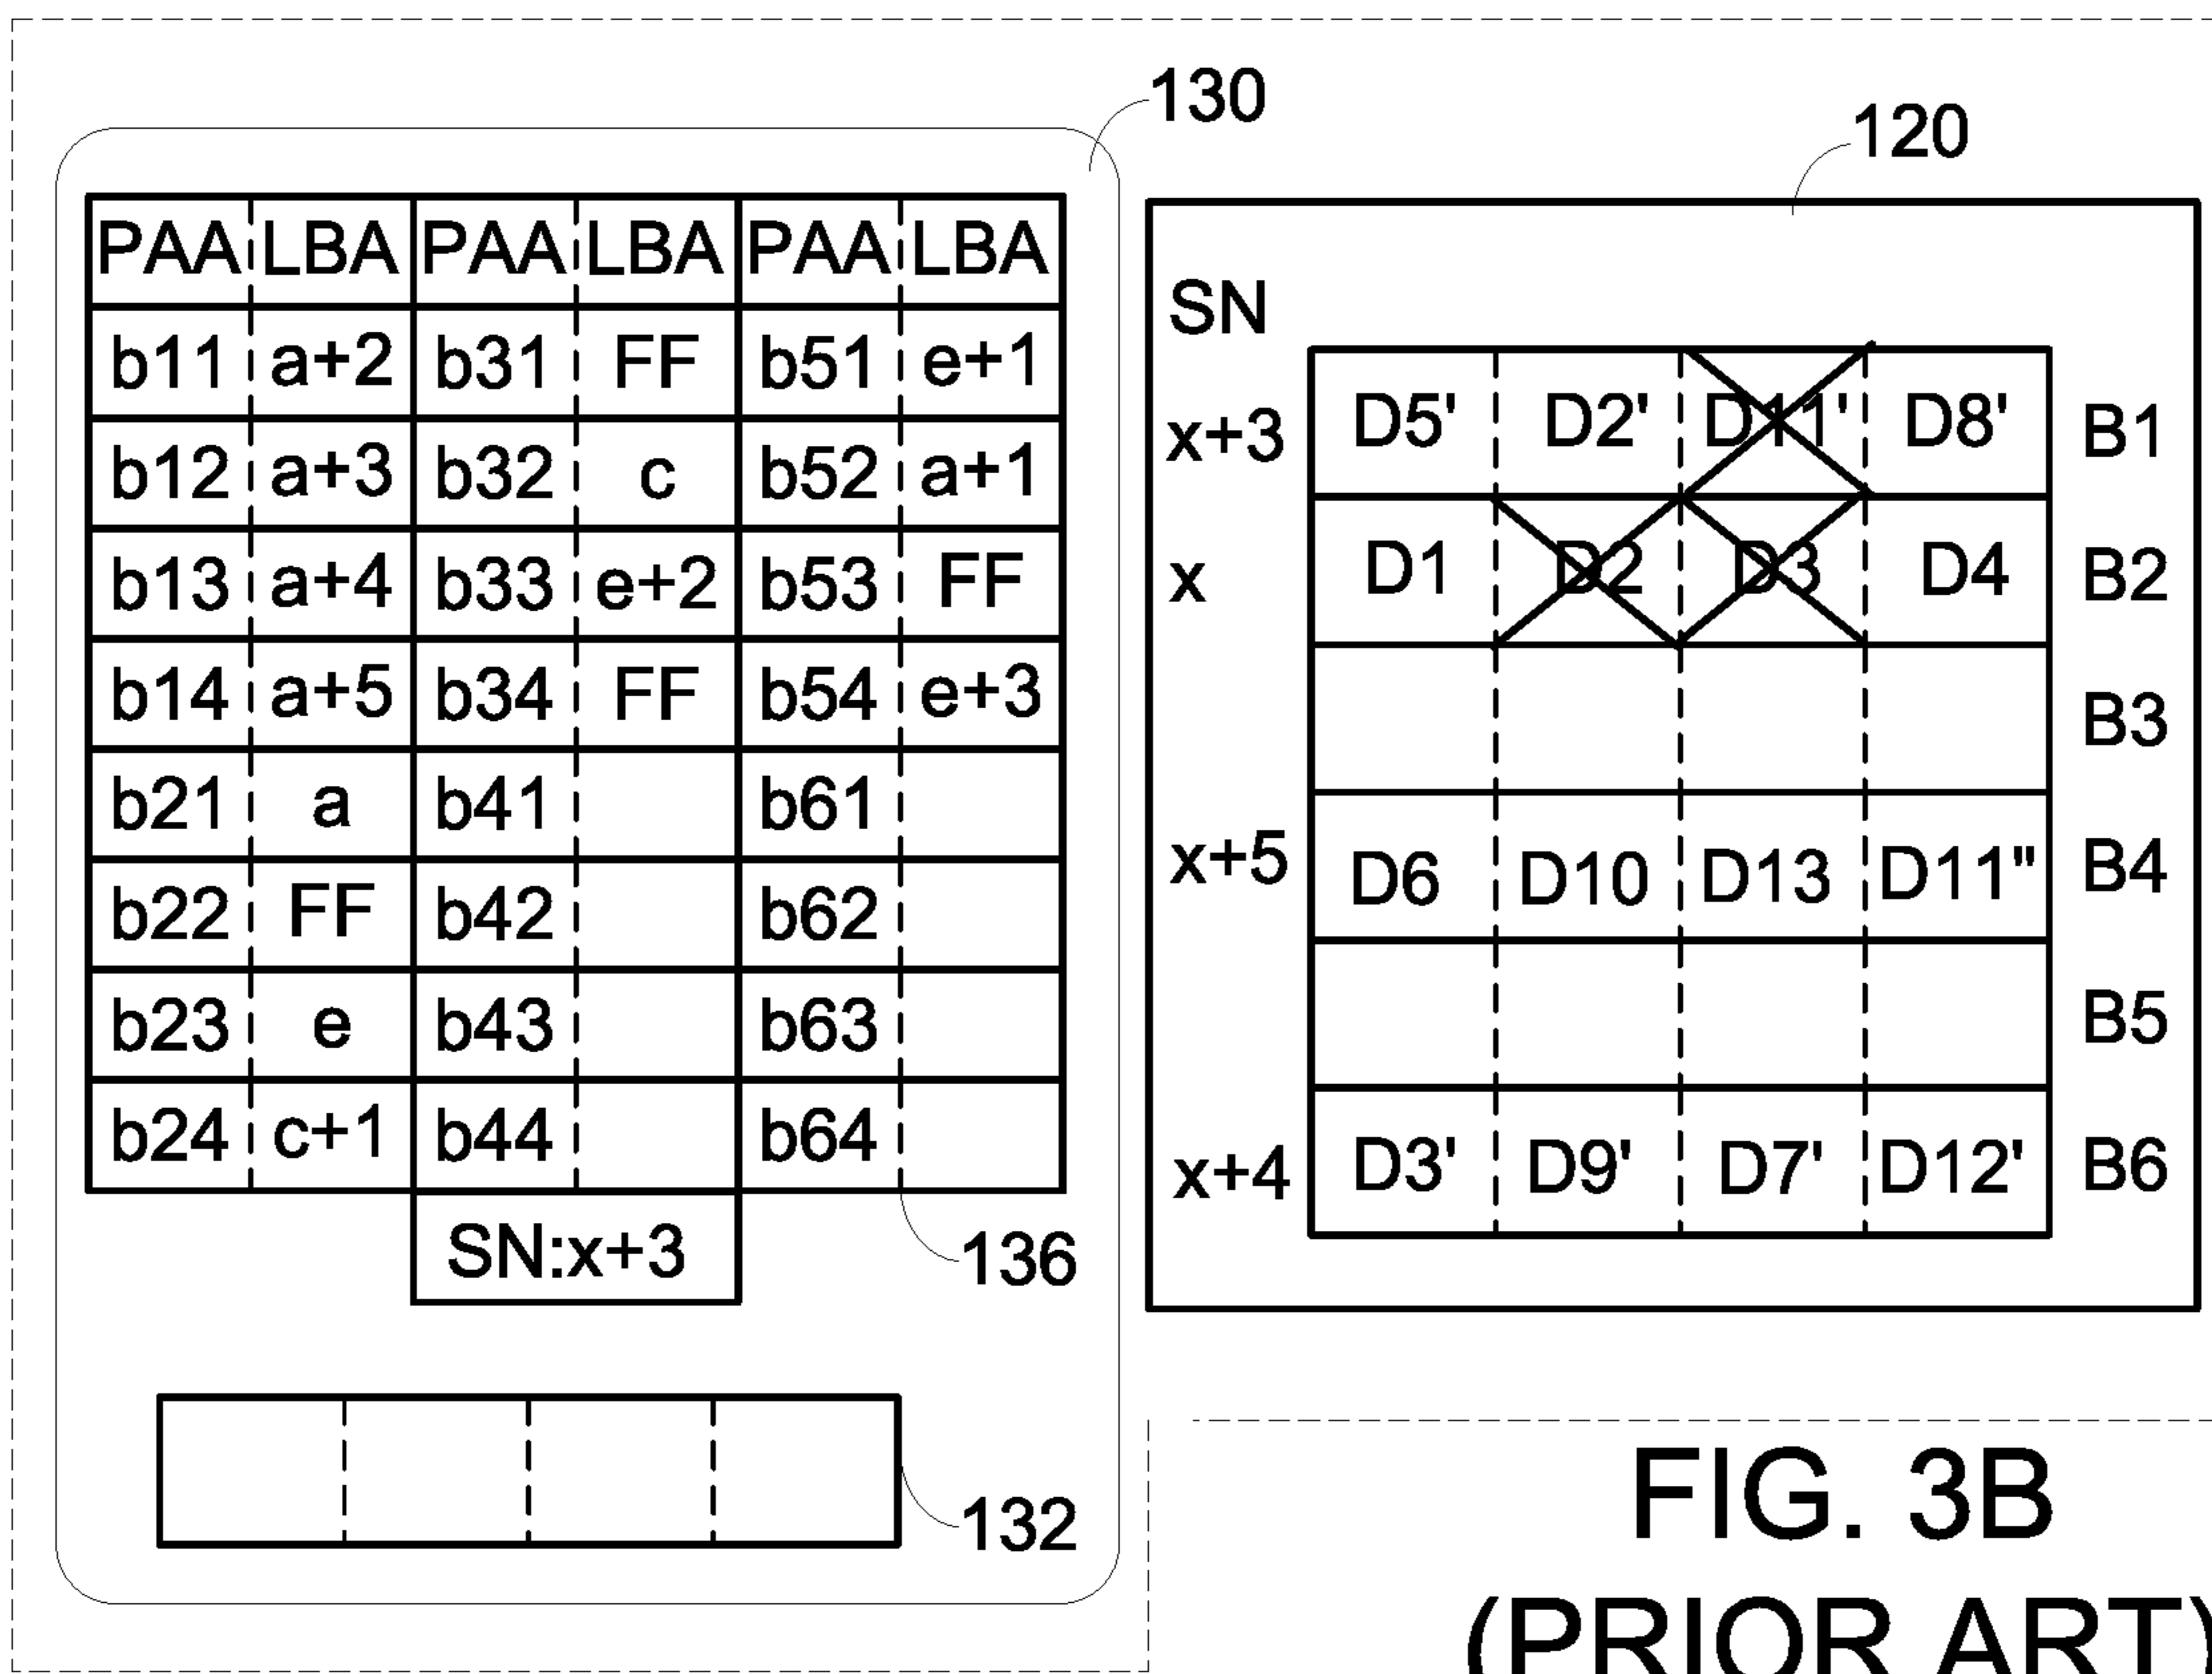 130
120
PAA LBA PAA LBA PAA LBA
b11 a+2 b31 FF b51 e+1
b12 a+3 b32 c b52 a+1
b13 a+4 b33 e+2 b53 FF
b14 a+5 b34 FF b54 e+3
b21 a b41 b61
b22 FF b42 b62
b23 e b43 b63
b24 c+1 b44 b64
SN:x+3
136
132
SN
x+3 D5' D2' D11' D8' B1
x D1 D2 D3 D4 B2
B3
x+5 D6 D10 D13 D11" B4
B5
x+4 D3' D9' D7' D12' B6
FIG. 3B
(PRIOR ART)